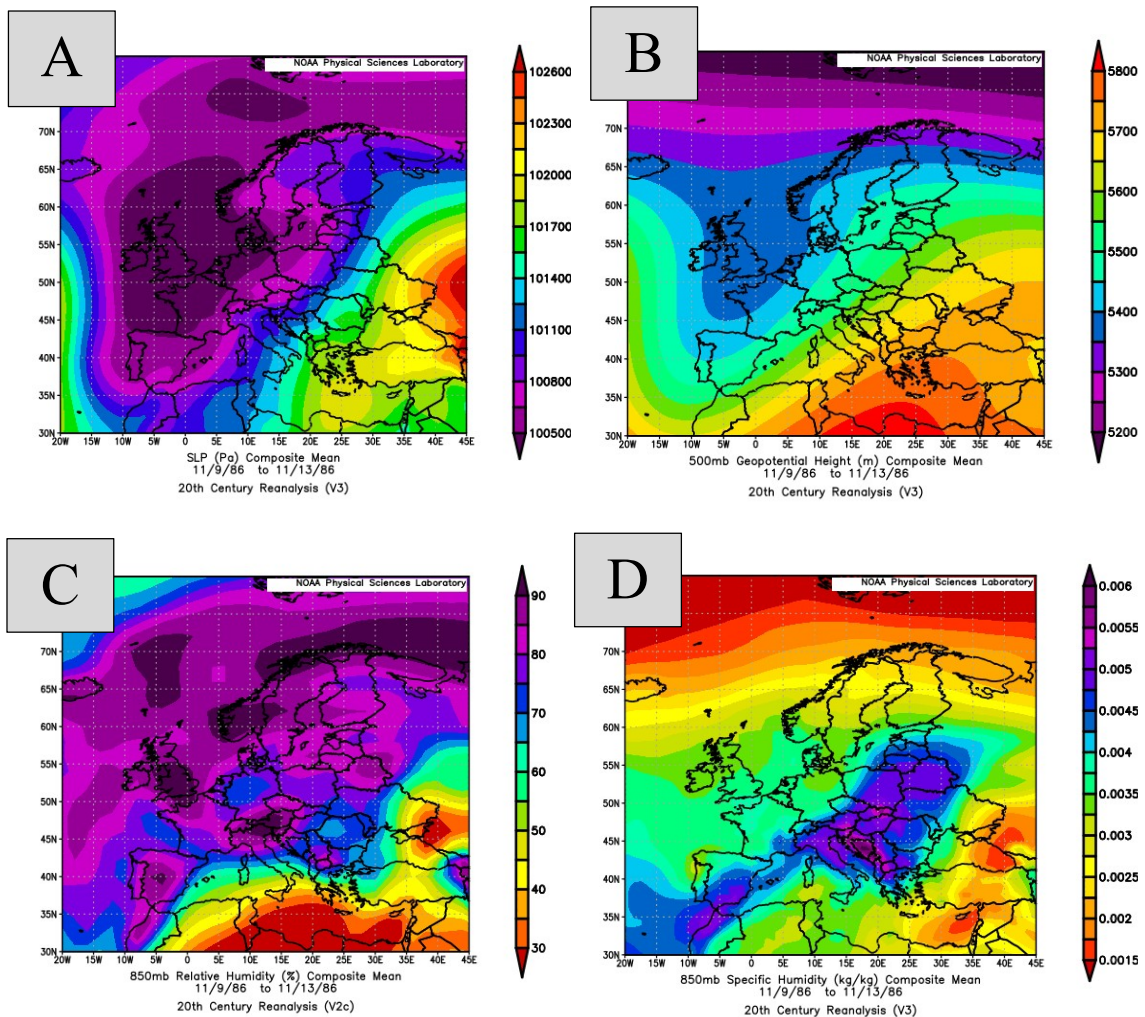 A
NOAA Physical Sciences Laboratory
70N
65N
60N
55N
50N
45N
40N
35N
30N
20W 15W 10W 5W 0 5E 10E 15E 20E 25E 30E 35E 40E 45E
102600
102300
102000
101700
101400
101100
100800
100500
SLP (Pa) Composite Mean
11/9/86 to 11/13/86
20th Century Reanalysis (V3)
B
NOAA Physical Sciences Laboratory
70N
65N
60N
55N
50N
45N
40N
35N
30N
20W 15W 10W 5W 0 5E 10E 15E 20E 25E 30E 35E 40E 45E
5800
5700
5600
5500
5400
5300
5200
500mb Geopotential Height (m) Composite Mean
11/9/86 to 11/13/86
20th Century Reanalysis (V3)
C
NOAA Physical Sciences Laboratory
70N
65N
60N
55N
50N
45N
40N
35N
30N
20W 15W 10W 5W 0 5E 10E 15E 20E 25E 30E 35E 40E 45E
90
80
70
60
50
40
30
850mb Relative Humidity (%) Composite Mean
11/9/86 to 11/13/86
20th Century Reanalysis (V2c)
D
NOAA Physical Sciences Laboratory
70N
65N
60N
55N
50N
45N
40N
35N
30N
20W 15W 10W 5W 0 5E 10E 15E 20E 25E 30E 35E 40E 45E
0.006
0.0055
0.005
0.0045
0.004
0.0035
0.003
0.0025
0.002
0.0015
850mb Specific Humidity (kg/kg) Composite Mean
11/9/86 to 11/13/86
20th Century Reanalysis (V3)